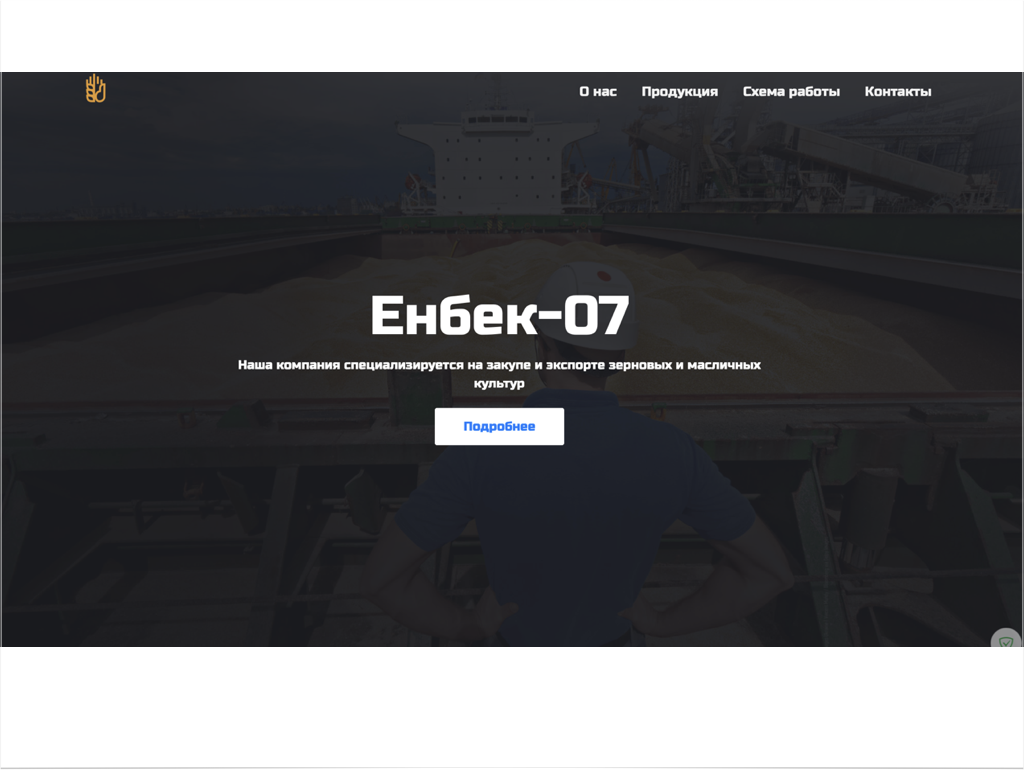 О нас Продукция Схема работы Контакты
Енбек-07
Наша компания специализируется на закупе и экспорте зерновых и масличных
культур
Подробнее